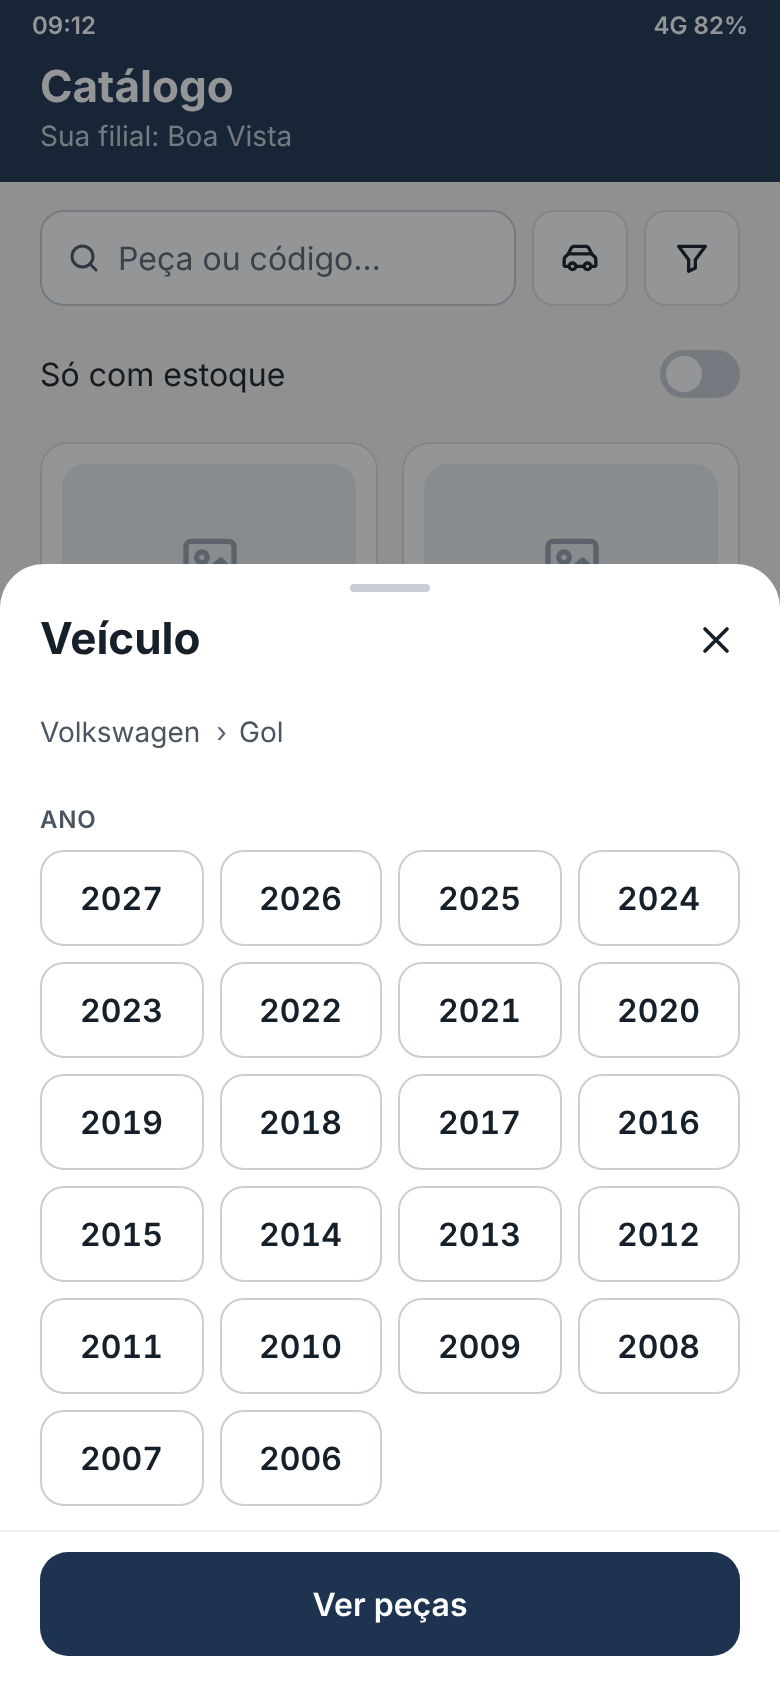 09:12 4G 82%
Catálogo
Sua filial: Boa Vista
Peça ou código...
Só com estoque
Veículo
Volkswagen › Gol
ANO
2027 2026 2025 2024
2023 2022 2021 2020
2019 2018 2017 2016
2015 2014 2013 2012
2011 2010 2009 2008
2007 2006
Ver peças